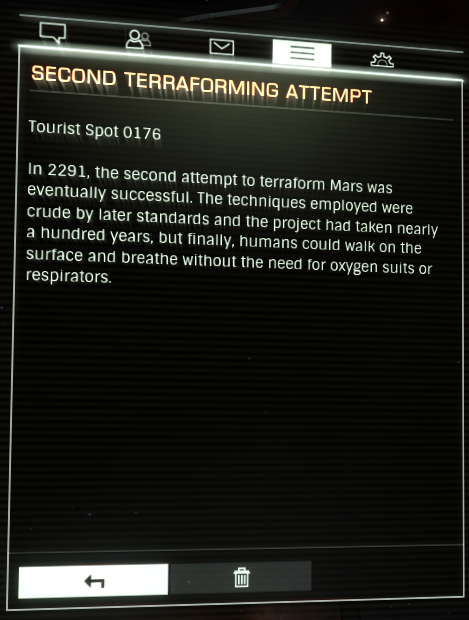 SECOND TERRAFORMING ATTEMPT
Tourist Spot 0176
In 2291, the second attempt to terraform Mars was
eventually successful. The techniques employed were
crude by later standards and the project had taken nearly
a hundred years, but finally, humans could walk on the
surface and breathe without the need for oxygen suits or
respirators.